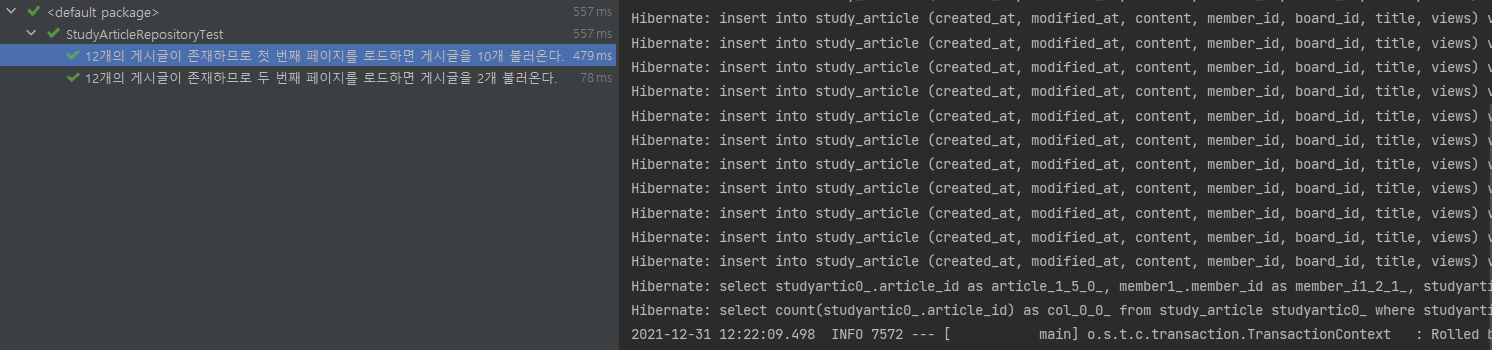 <default package> 557 ms
StudyArticleRepositoryTest 557 ms
12개의 게시글이 존재하므로 첫 번째 페이지를 로드하면 게시글을 10개 불러온다. 479 ms
12개의 게시글이 존재하므로 두 번째 페이지를 로드하면 게시글을 2개 불러온다. 78 ms
Hibernate: insert into study_article (created_at, modified_at, content, member_id, board_id, title, views) v
Hibernate: insert into study_article (created_at, modified_at, content, member_id, board_id, title, views) v
Hibernate: insert into study_article (created_at, modified_at, content, member_id, board_id, title, views) v
Hibernate: insert into study_article (created_at, modified_at, content, member_id, board_id, title, views) v
Hibernate: insert into study_article (created_at, modified_at, content, member_id, board_id, title, views) v
Hibernate: insert into study_article (created_at, modified_at, content, member_id, board_id, title, views) v
Hibernate: insert into study_article (created_at, modified_at, content, member_id, board_id, title, views) v
Hibernate: insert into study_article (created_at, modified_at, content, member_id, board_id, title, views) v
Hibernate: insert into study_article (created_at, modified_at, content, member_id, board_id, title, views) v
Hibernate: insert into study_article (created_at, modified_at, content, member_id, board_id, title, views) v
Hibernate: insert into study_article (created_at, modified_at, content, member_id, board_id, title, views) v
Hibernate: select studyartic0_.article_id as article_1_5_0_, member1_.member_id as member_i1_2_1_, studyarti
Hibernate: select count(studyartic0_.article_id) as col_0_0_ from study_article studyartic0_ where studyarti
2021-12-31 12:22:09.498 INFO 7572 --- [ main] o.s.t.c.transaction.TransactionContext : Rolled b